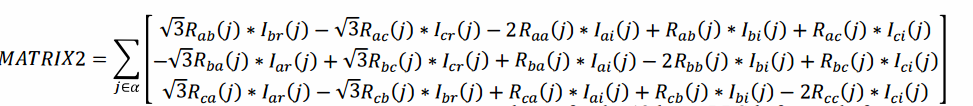 √3R_ab(j) * I_br(j) − √3R_ac(j) * I_cr(j) − 2R_aa(j) * I_ai(j) + R_ab(j) * I_bi(j) + R_ac(j) * I_ci(j)
MATRIX2 = ∑_{j∈α} [ −√3R_ba(j) * I_ar(j) + √3R_bc(j) * I_cr(j) + R_ba(j) * I_ai(j) − 2R_bb(j) * I_bi(j) + R_bc(j) * I_ci(j) ]
√3R_ca(j) * I_ar(j) − √3R_cb(j) * I_br(j) + R_ca(j) * I_ai(j) + R_cb(j) * I_bi(j) − 2R_cc(j) * I_ci(j)